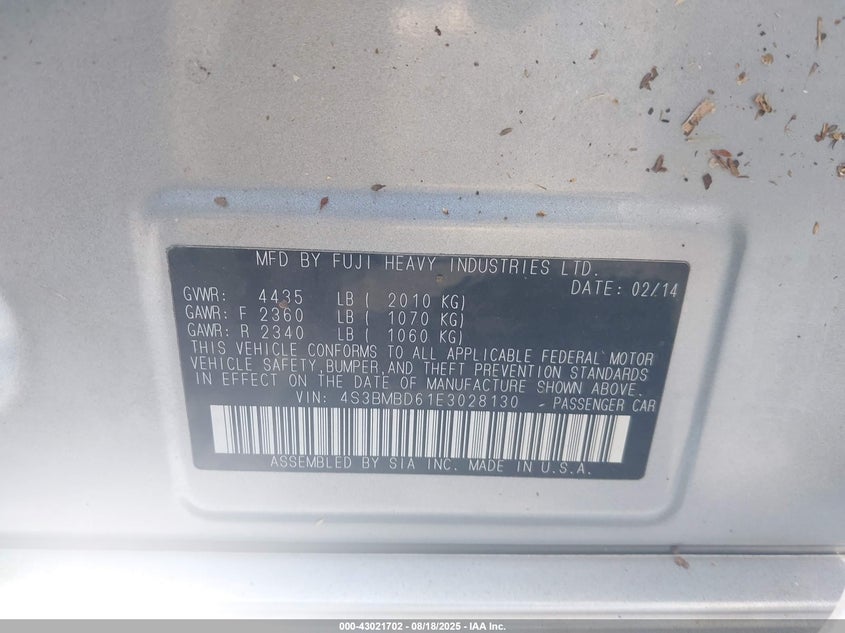 MFD BY FUJI HEAVY INDUSTRIES LTD.
DATE: 02/14
GVWR: 4435 LB ( 2010 KG)
GAWR: F 2360 LB ( 1070 KG)
GAWR: R 2340 LB ( 1060 KG)
THIS VEHICLE CONFORMS TO ALL APPLICABLE FEDERAL MOTOR
VEHICLE SAFETY,BUMPER,AND THEFT PREVENTION STANDARDS
IN EFFECT ON THE DATE OF MANUFACTURE SHOWN ABOVE.
VIN: 4S3BMBD61E3028130 - PASSENGER CAR
ASSEMBLED BY SIA INC. MADE IN U.S.A.
000-43021702 - 08/18/2025 - IAA Inc.